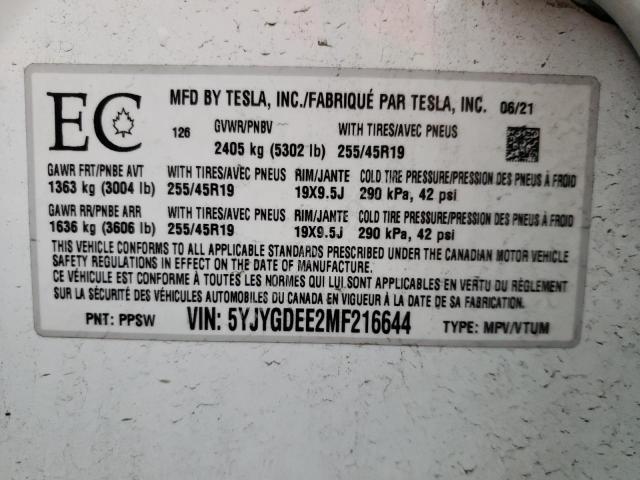 EC
MFD BY TESLA, INC./FABRIQUÉ PAR TESLA, INC. 06/21
126 GVWR/PNBV WITH TIRES/AVEC PNEUS
2405 kg (5302 lb) 255/45R19
GAWR FRT/PNBE AVT WITH TIRES/AVEC PNEUS RIM/JANTE COLD TIRE PRESSURE/PRESSION DES PNEUS À FROID
1363 kg (3004 lb) 255/45R19 19X9.5J 290 kPa, 42 psi
GAWR RR/PNBE ARR WITH TIRES/AVEC PNEUS RIM/JANTE COLD TIRE PRESSURE/PRESSION DES PNEUS À FROID
1636 kg (3606 lb) 255/45R19 19X9.5J 290 kPa, 42 psi
THIS VEHICLE CONFORMS TO ALL APPLICABLE STANDARDS PRESCRIBED UNDER THE CANADIAN MOTOR VEHICLE
SAFETY REGULATIONS IN EFFECT ON THE DATE OF MANUFACTURE.
CE VÉHICULE EST CONFORME À TOUTES LES NORMES QUI LUI SONT APPLICABLES EN VERTU DU RÈGLEMENT
SUR LA SÉCURITÉ DES VÉHICULES AUTOMOBILES DU CANADA EN VIGUEUR À LA DATE DE SA FABRICATION.
PNT: PPSW VIN: 5YJYGDEE2MF216644 TYPE: MPV/VTUM